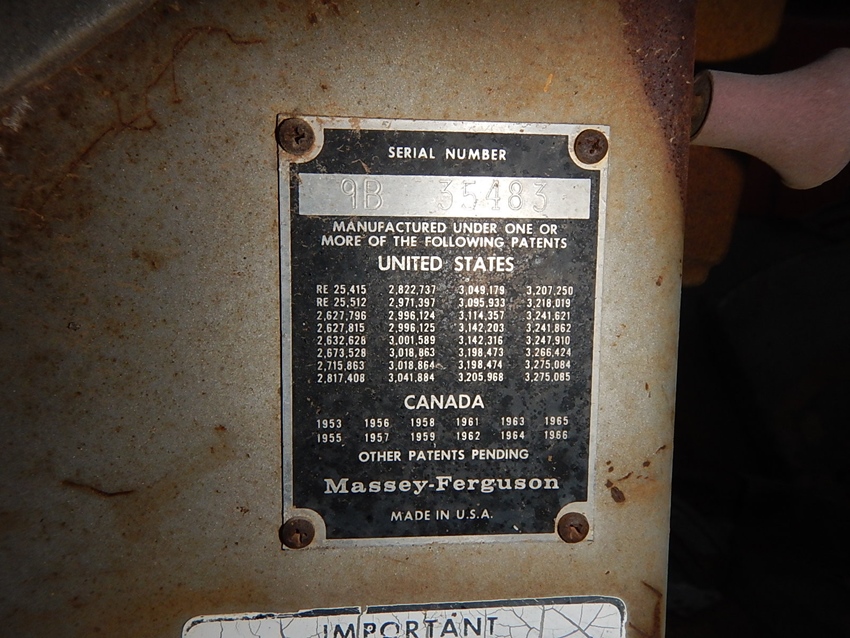 SERIAL NUMBER
9B 35483
MANUFACTURED UNDER ONE OR
MORE OF THE FOLLOWING PATENTS
UNITED STATES
RE 25,415 2,822,737 3,049,179 3,207,250
RE 25,512 2,971,397 3,095,933 3,218,019
2,627,796 2,996,124 3,114,357 3,241,621
2,627,815 2,996,125 3,142,203 3,241,862
2,632,628 3,001,589 3,142,316 3,247,910
2,673,528 3,018,863 3,198,473 3,266,424
2,715,863 3,018,864 3,198,474 3,275,084
2,817,408 3,041,884 3,205,968 3,275,085
CANADA
1953 1956 1958 1961 1963 1965
1955 1957 1959 1962 1964 1966
OTHER PATENTS PENDING
Massey-Ferguson
MADE IN U.S.A.
IMPORTANT